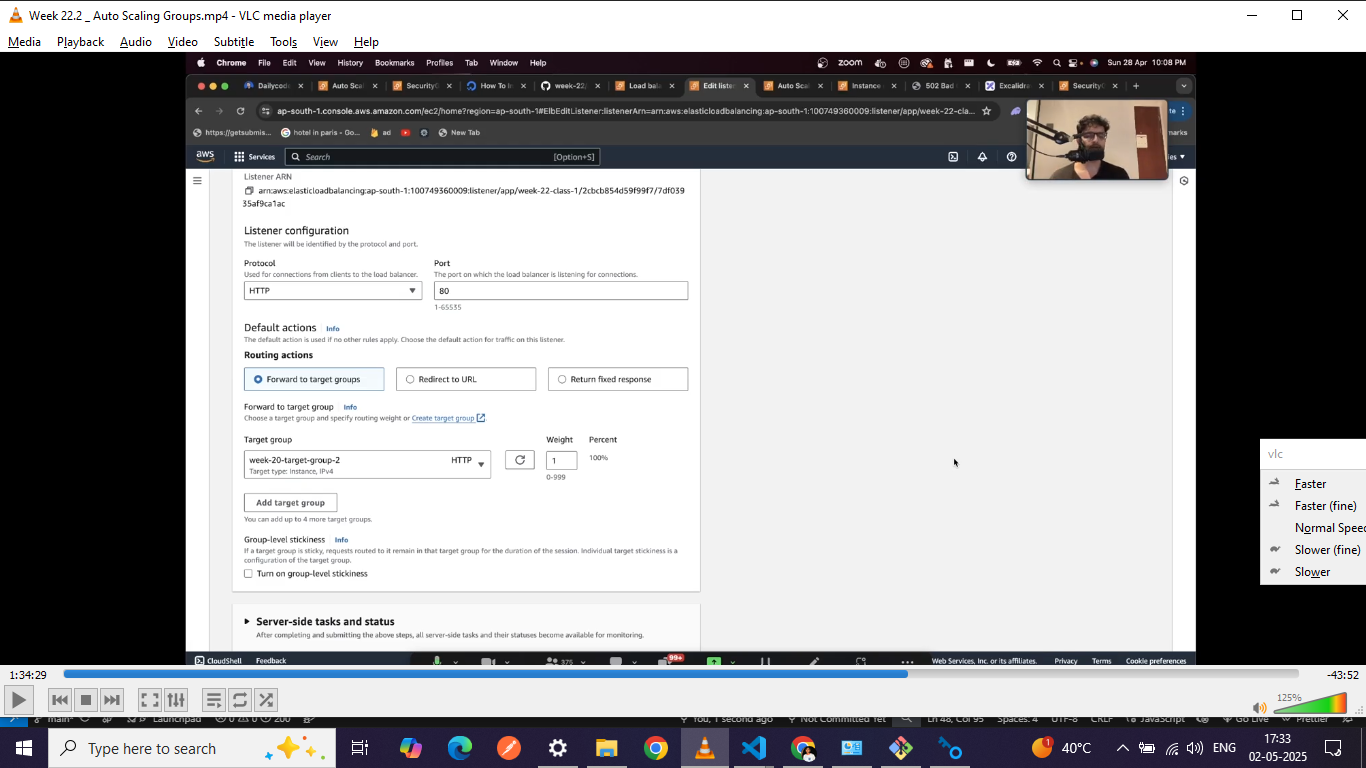 Week 22.2 _ Auto Scaling Groups.mp4 - VLC media player
Media Playback Audio Video Subtitle Tools View Help
Chrome File Edit View History Bookmarks Profiles Tab Window Help zoom Sun 28 Apr 10:08 PM
Dailycod Auto Scal Security How To In week-22 Load bala Edit liste Auto Scal Instance 502 Bad Excalidra Security
ap-south-1.console.aws.amazon.com/ec2/home?region=ap-south-1#ElbEditListener:listenerArn=arn:aws:elasticloadbalancing:ap-south-1:100749360009:listener/app/week-22-cla...
https://getsubmis... hotel in paris - Go... ad New Tab
aws Services Search [Option+S]
Listener ARN
arn:aws:elasticloadbalancing:ap-south-1:100749360009:listener/app/week-22-class-1/2cbcb854d59f99f7/7df039
35af9ca1ac
Listener configuration
The listener will be identified by the protocol and port.
Protocol Port
Used for connections from clients to the load balancer. The port on which the load balancer is listening for connections.
HTTP 80
1-65535
Default actions Info
The default action is used if no other rules apply. Choose the default action for traffic on this listener.
Routing actions
Forward to target groups Redirect to URL Return fixed response
Forward to target group Info
Choose a target group and specify routing weight or Create target group
Target group Weight Percent
week-20-target-group-2 HTTP 1 100%
Target type: instance, IPv4
0-999
Add target group
You can add up to 4 more target groups.
Group-level stickiness Info
If a target group is sticky, requests routed to it remain in that target group for the duration of the session. Individual target stickiness is a
configuration of the target group.
Turn on group-level stickiness
Server-side tasks and status
After completing and submitting the above steps, all server-side tasks and their statuses become available for monitoring.
CloudShell Feedback 375 99+ Web Services, Inc. or its affiliates. Privacy Terms Cookie preferences
vlc
Faster
Faster (fine)
Normal Spee
Slower (fine)
Slower
1:34:29 -43:52
125%
main* Launchpad 0 0 200 You, 1 second ago Not Committed Yet Ln 48, Col 95 Spaces: 4 UTF-8 CRLF JavaScript Go Live Prettier
Type here to search 1 40°C ENG 17:33
02-05-2025